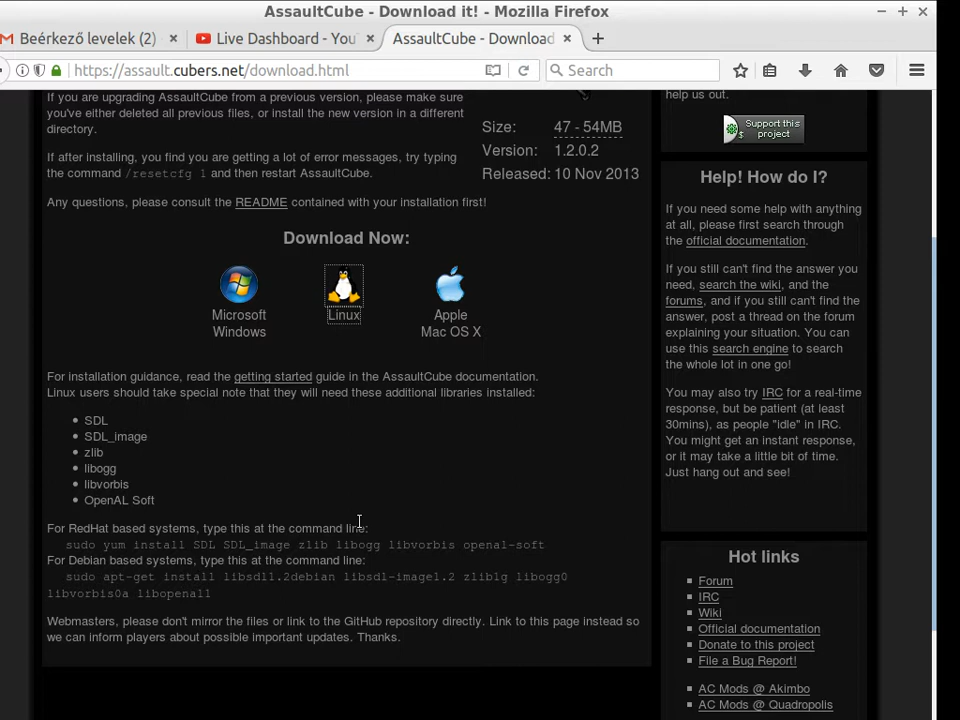 AssaultCube - Download it! - Mozilla Firefox
Beérkező levelek (2)
Live Dashboard - You
AssaultCube - Download
https://assault.cubers.net/download.html
Search
If you are upgrading AssaultCube from a previous version, please make sure
you've either deleted all previous files, or install the new version in a different
directory.
If after installing, you find you are getting a lot of error messages, try typing
the command /resetcfg 1 and then restart AssaultCube.
Size: 47 - 54MB
Version: 1.2.0.2
Released: 10 Nov 2013
Any questions, please consult the README contained with your installation first!
Download Now:
Microsoft
Windows
Linux
Apple
Mac OS X
For installation guidance, read the getting started guide in the AssaultCube documentation.
Linux users should take special note that they will need these additional libraries installed:
SDL
SDL_image
zlib
libogg
libvorbis
OpenAL Soft
For RedHat based systems, type this at the command line:
sudo yum install SDL SDL_image zlib libogg libvorbis openal-soft
For Debian based systems, type this at the command line:
sudo apt-get install libsdl1.2debian libsdl-image1.2 zlib1g libogg0
libvorbis0a libopenal1
Webmasters, please don't mirror the files or link to the GitHub repository directly. Link to this page instead so
we can inform players about possible important updates. Thanks.
help us out.
Support this
project
Help! How do I?
If you need some help with anything
at all, please first search through
the official documentation.
If you still can't find the answer you
need, search the wiki, and the
forums, and if you still can't find the
answer, post a thread on the forum
explaining your situation. You can
use this search engine to search
the whole lot in one go!
You may also try IRC for a real-time
response, but be patient (at least
30mins), as people "idle" in IRC.
You might get an instant response,
or it may take a little bit of time.
Just hang out and see!
Hot links
Forum
IRC
Wiki
Official documentation
Donate to this project
File a Bug Report!
AC Mods @ Akimbo
AC Mods @ Quadropolis